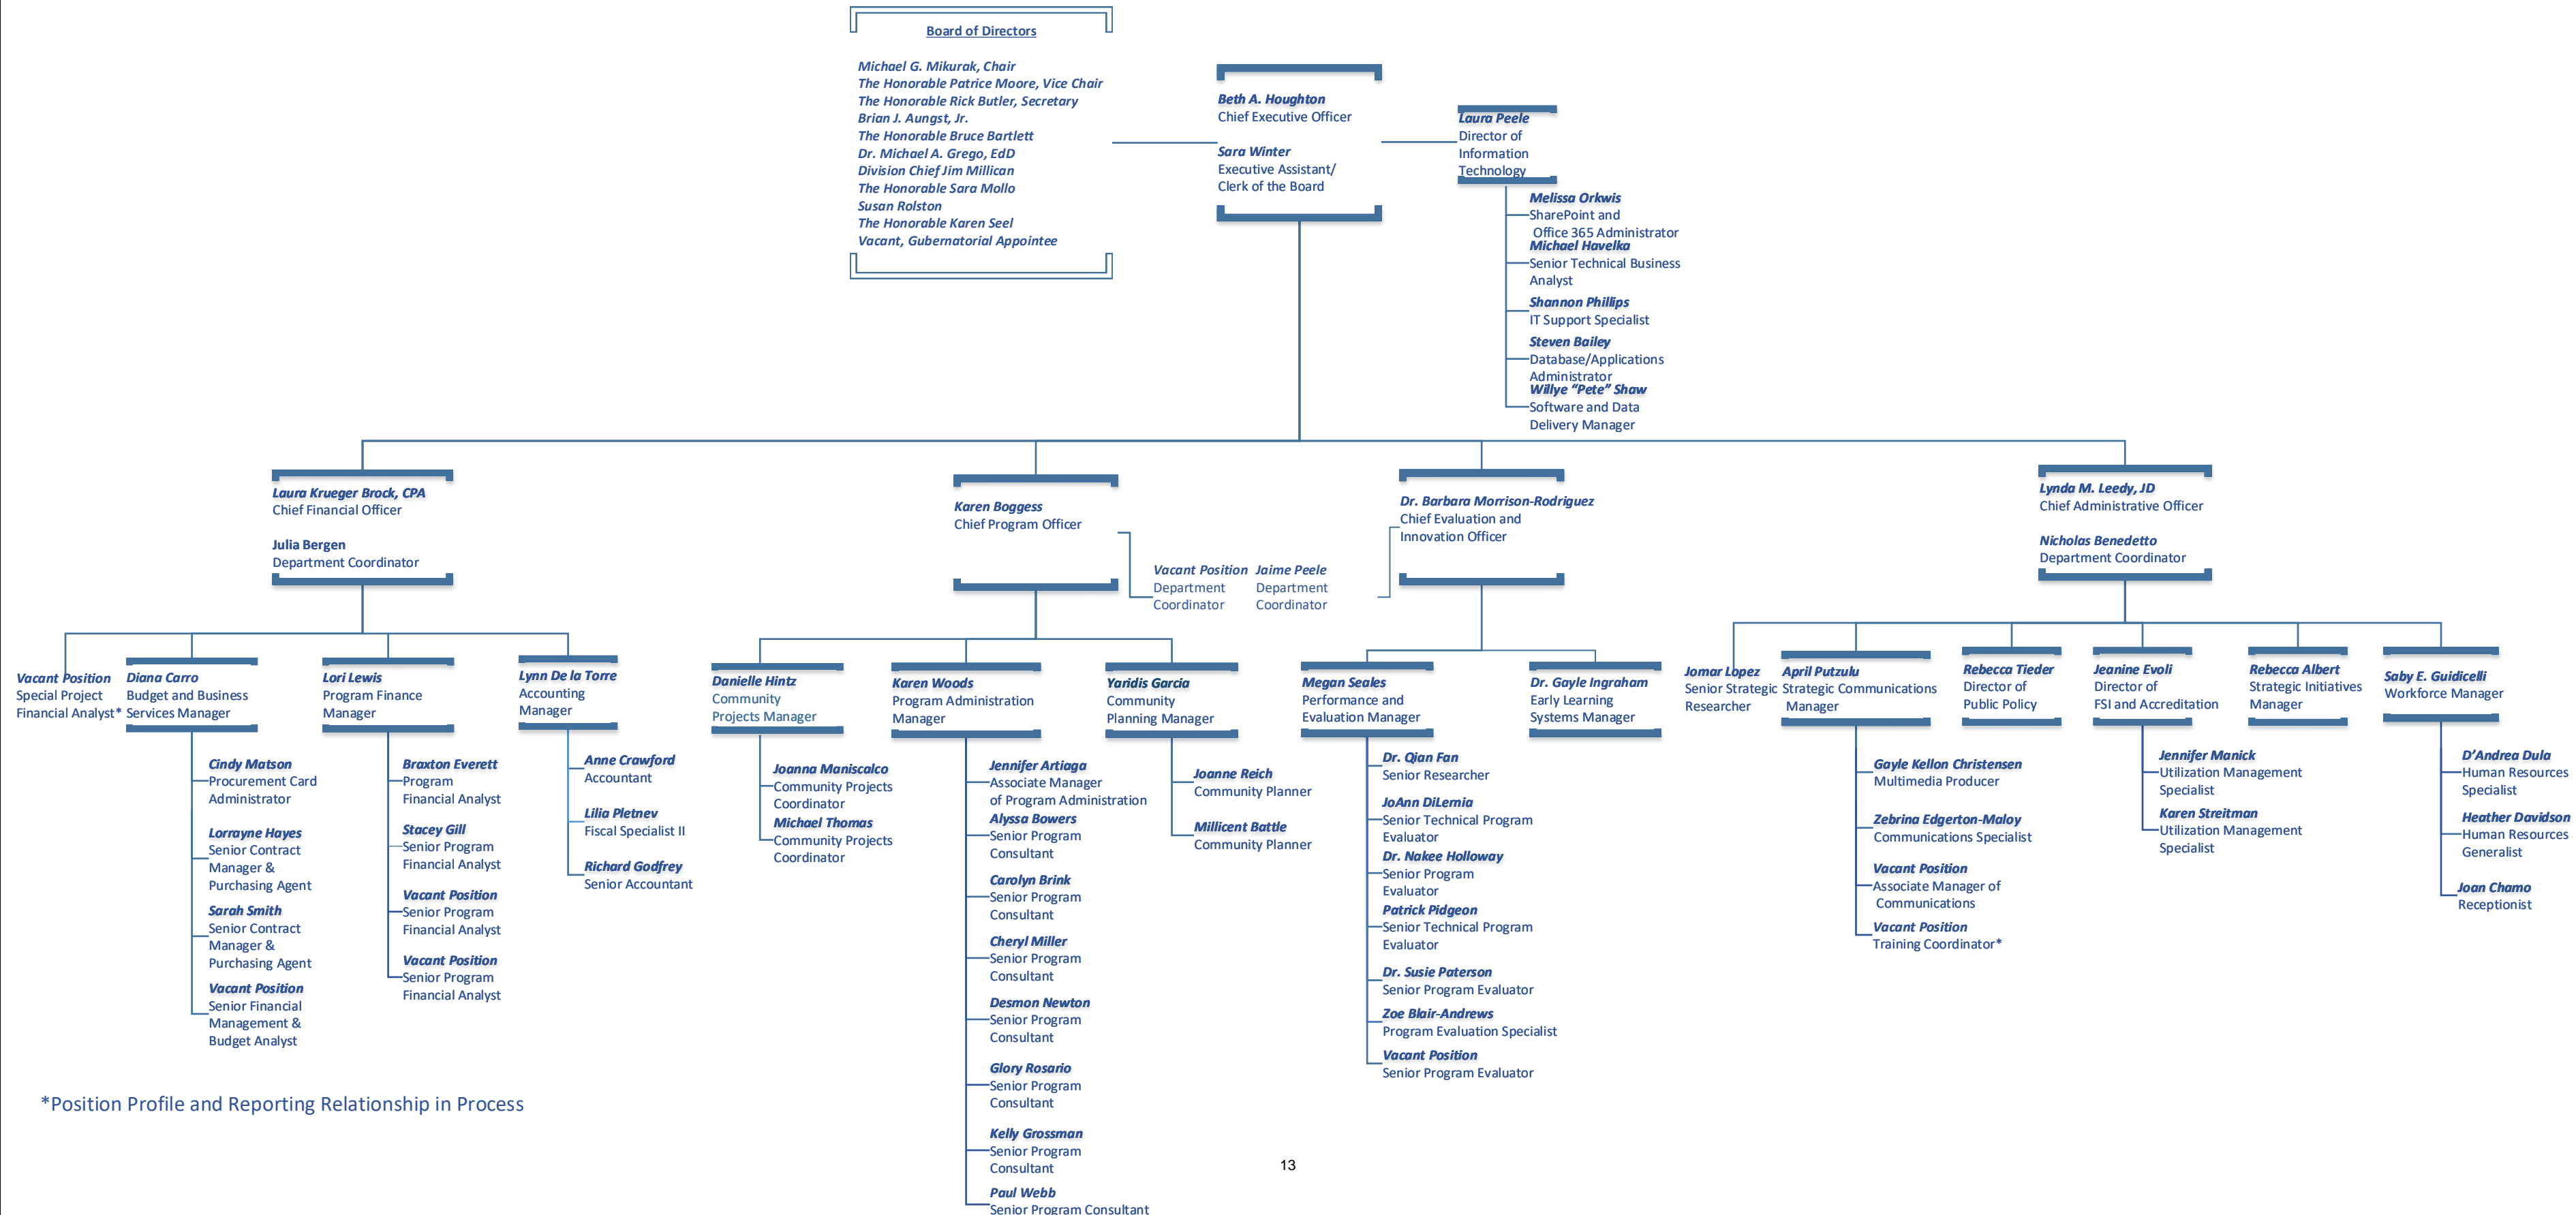 Board of Directors
Michael G. Mikurak, Chair
The Honorable Patrice Moore, Vice Chair
The Honorable Rick Butler, Secretary
Brian J. Aungst, Jr.
The Honorable Bruce Bartlett
Dr. Michael A. Grego, EdD
Division Chief Jim Millican
The Honorable Sara Mollo
Susan Rolston
The Honorable Karen Seel
Vacant, Gubernatorial Appointee
Beth A. Houghton
Chief Executive Officer
Sara Winter
Executive Assistant/
Clerk of the Board
Laura Peele
Director of
Information
Technology
Melissa Orkwis
SharePoint and
Office 365 Administrator
Michael Havelka
Senior Technical Business
Analyst
Shannon Phillips
IT Support Specialist
Steven Bailey
Database/Applications
Administrator
Willye “Pete” Shaw
Software and Data
Delivery Manager
Laura Krueger Brock, CPA
Chief Financial Officer
Julia Bergen
Department Coordinator
Karen Boggess
Chief Program Officer
Vacant Position
Department
Coordinator
Jaime Peele
Department
Coordinator
Dr. Barbara Morrison-Rodriguez
Chief Evaluation and
Innovation Officer
Lynda M. Leedy, JD
Chief Administrative Officer
Nicholas Benedetto
Department Coordinator
Vacant Position
Special Project
Financial Analyst*
Diana Carro
Budget and Business
Services Manager
Cindy Matson
Procurement Card
Administrator
Lorrayne Hayes
Senior Contract
Manager &
Purchasing Agent
Sarah Smith
Senior Contract
Manager &
Purchasing Agent
Vacant Position
Senior Financial
Management &
Budget Analyst
Lori Lewis
Program Finance
Manager
Braxton Everett
Program
Financial Analyst
Stacey Gill
Senior Program
Financial Analyst
Vacant Position
Senior Program
Financial Analyst
Vacant Position
Senior Program
Financial Analyst
Lynn De la Torre
Accounting
Manager
Anne Crawford
Accountant
Lilia Pletnev
Fiscal Specialist II
Richard Godfrey
Senior Accountant
Danielle Hintz
Community
Projects Manager
Joanna Maniscalco
Community Projects
Coordinator
Michael Thomas
Community Projects
Coordinator
Karen Woods
Program Administration
Manager
Jennifer Artiaga
Associate Manager
of Program Administration
Alyssa Bowers
Senior Program
Consultant
Carolyn Brink
Senior Program
Consultant
Cheryl Miller
Senior Program
Consultant
Desmon Newton
Senior Program
Consultant
Glory Rosario
Senior Program
Consultant
Kelly Grossman
Senior Program
Consultant
Paul Webb
Senior Program Consultant
Yaridis Garcia
Community
Planning Manager
Joanne Reich
Community Planner
Millicent Battle
Community Planner
Megan Seales
Performance and
Evaluation Manager
Dr. Qian Fan
Senior Researcher
JoAnn DiLernia
Senior Technical Program
Evaluator
Dr. Nakee Holloway
Senior Program
Evaluator
Patrick Pidgeon
Senior Technical Program
Evaluator
Dr. Susie Paterson
Senior Program Evaluator
Zoe Blair-Andrews
Program Evaluation Specialist
Vacant Position
Senior Program Evaluator
Dr. Gayle Ingraham
Early Learning
Systems Manager
Jomar Lopez
Senior Strategic
Researcher
April Putzulu
Strategic Communications
Manager
Gayle Kellon Christensen
Multimedia Producer
Zebrina Edgerton-Maloy
Communications Specialist
Vacant Position
Associate Manager of
Communications
Vacant Position
Training Coordinator*
Rebecca Tieder
Director of
Public Policy
Jeanine Evoli
Director of
FSI and Accreditation
Jennifer Manick
Utilization Management
Specialist
Karen Streitman
Utilization Management
Specialist
Rebecca Albert
Strategic Initiatives
Manager
Saby E. Guidicelli
Workforce Manager
D’Andrea Dula
Human Resources
Specialist
Heather Davidson
Human Resources
Generalist
Joan Chamo
Receptionist
*Position Profile and Reporting Relationship in Process
13